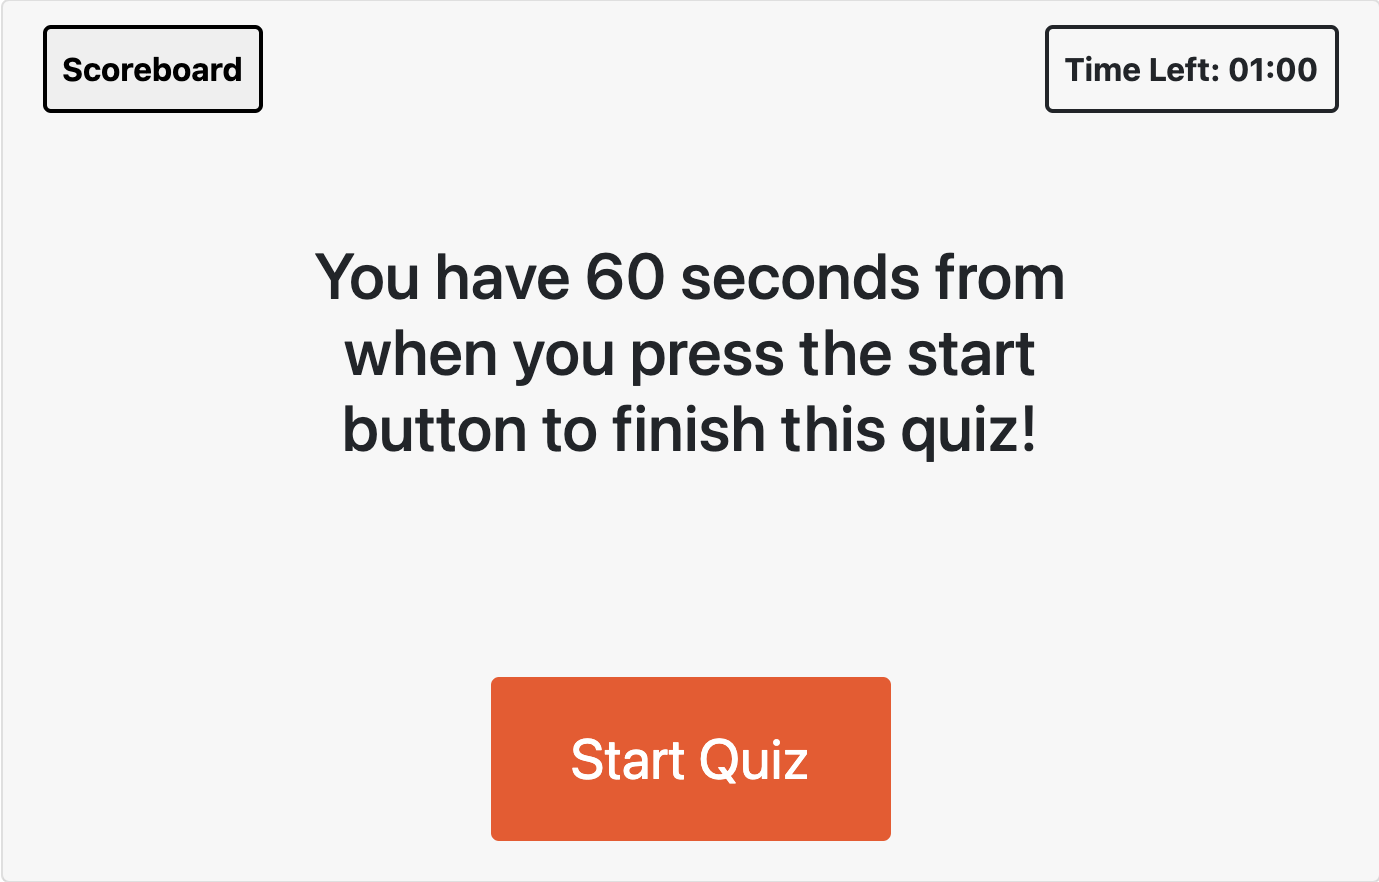 Scoreboard
Time Left: 01:00
You have 60 seconds from
when you press the start
button to finish this quiz!
Start Quiz